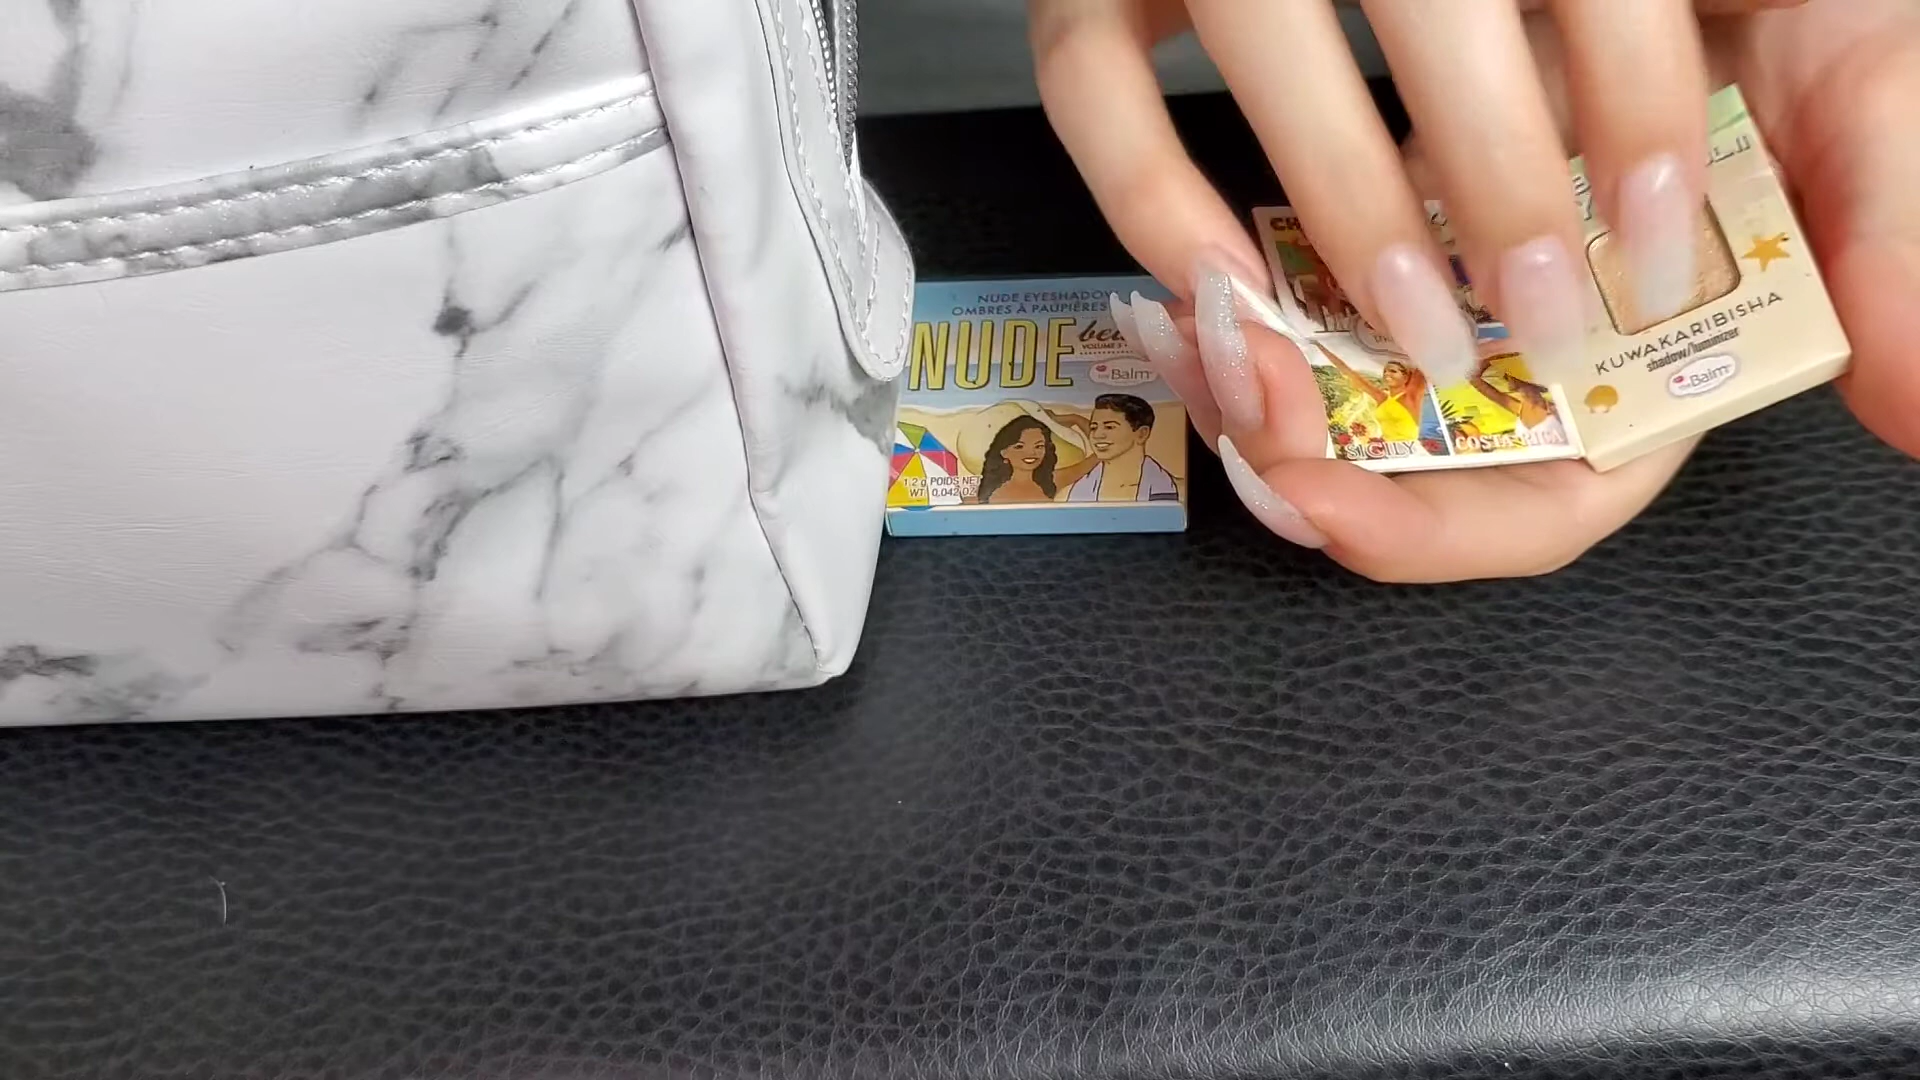 NUDE EYESHADOW
OMBRES À PAUPIÈRES
NUDE
VOLUME
theBalm
1.2 g POIDS NET
WT. 0.042 OZ
SICILY
COSTA RICA
KUWAKARIBISHA
shadow/luminizer
theBalm